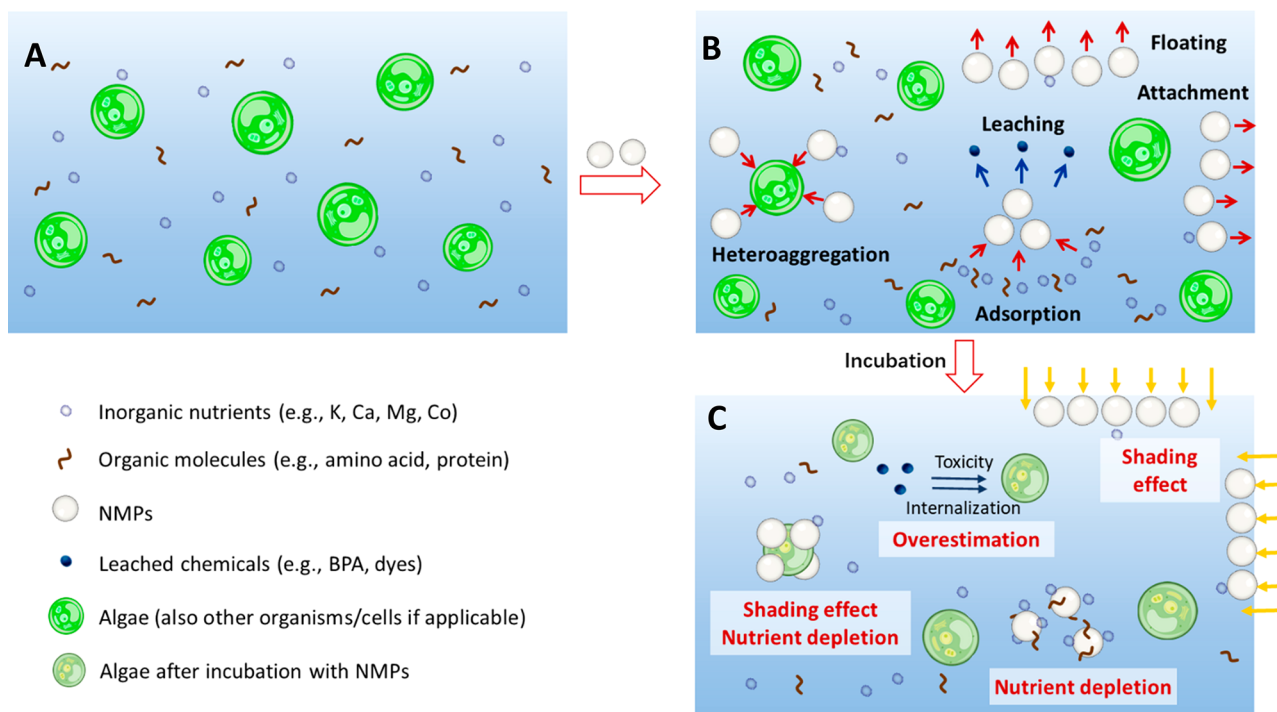 A
B
Floating
Attachment
Leaching
Heteroaggregation
Adsorption
Incubation
C
Inorganic nutrients (e.g., K, Ca, Mg, Co)
Organic molecules (e.g., amino acid, protein)
NMPs
Leached chemicals (e.g., BPA, dyes)
Algae (also other organisms/cells if applicable)
Algae after incubation with NMPs
Shading
effect
Toxicity
Internalization
Overestimation
Shading effect
Nutrient depletion
Nutrient depletion